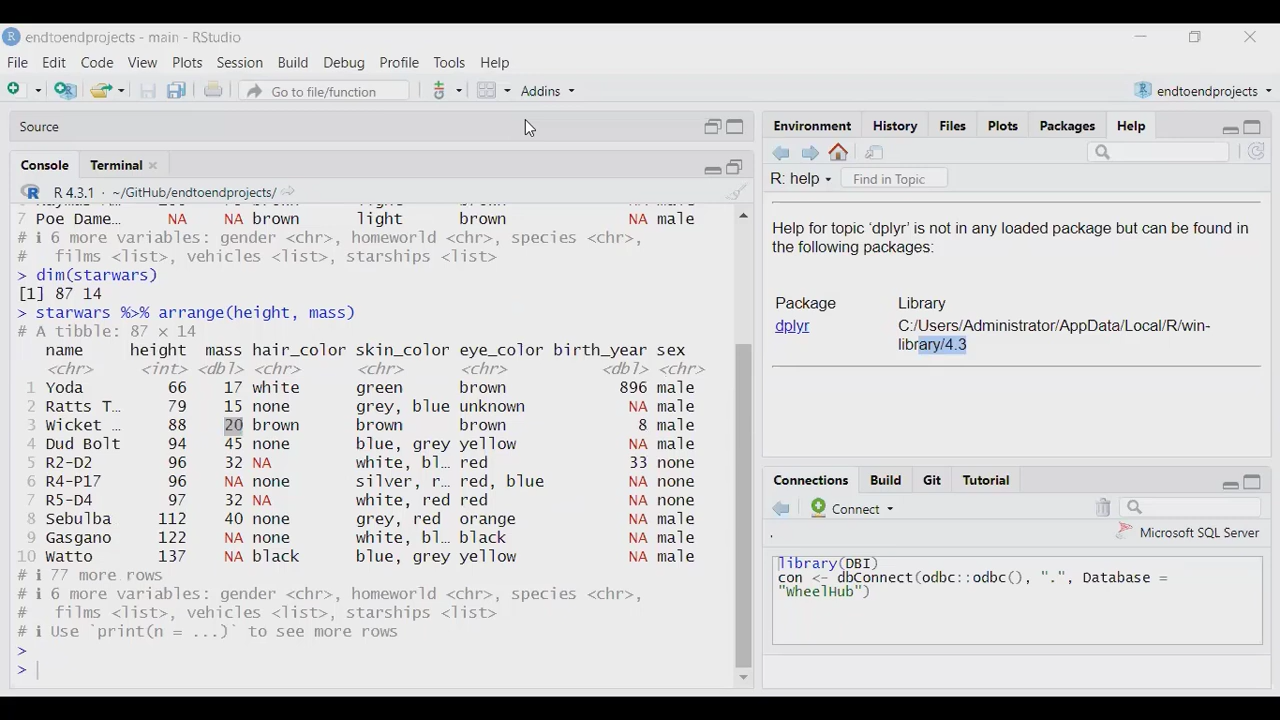 endtoendprojects - main - RStudio
File Edit Code View Plots Session Build Debug Profile Tools Help
Go to file/function Addins endtoendprojects
Source
Console Terminal
R 4.3.1 · ~/GitHub/endtoendprojects/
7 Poe Dame… NA NA brown light brown NA male
# ℹ 6 more variables: gender <chr>, homeworld <chr>, species <chr>,
# films <list>, vehicles <list>, starships <list>
> dim(starwars)
[1] 87 14
> starwars %>% arrange(height, mass)
# A tibble: 87 × 14
name height mass hair_color skin_color eye_color birth_year sex
<chr> <int> <dbl> <chr> <chr> <chr> <dbl> <chr>
1 Yoda 66 17 white green brown 896 male
2 Ratts T… 79 15 none grey, blue unknown NA male
3 Wicket … 88 20 brown brown brown 8 male
4 Dud Bolt 94 45 none blue, grey yellow NA male
5 R2-D2 96 32 NA white, bl… red 33 none
6 R4-P17 96 NA none silver, r… red, blue NA none
7 R5-D4 97 32 NA white, red red NA none
8 Sebulba 112 40 none grey, red orange NA male
9 Gasgano 122 NA none white, bl… black NA male
10 Watto 137 NA black blue, grey yellow NA male
# ℹ 77 more rows
# ℹ 6 more variables: gender <chr>, homeworld <chr>, species <chr>,
# films <list>, vehicles <list>, starships <list>
# ℹ Use `print(n = ...)` to see more rows
>
>
Environment History Files Plots Packages Help
R: help Find in Topic
Help for topic ‘dplyr’ is not in any loaded package but can be found in
the following packages:
Package Library
dplyr C:/Users/Administrator/AppData/Local/R/win-
library/4.3
Connections Build Git Tutorial
Connect
. Microsoft SQL Server
library(DBI)
con <- dbConnect(odbc::odbc(), ".", Database =
"WheelHub")